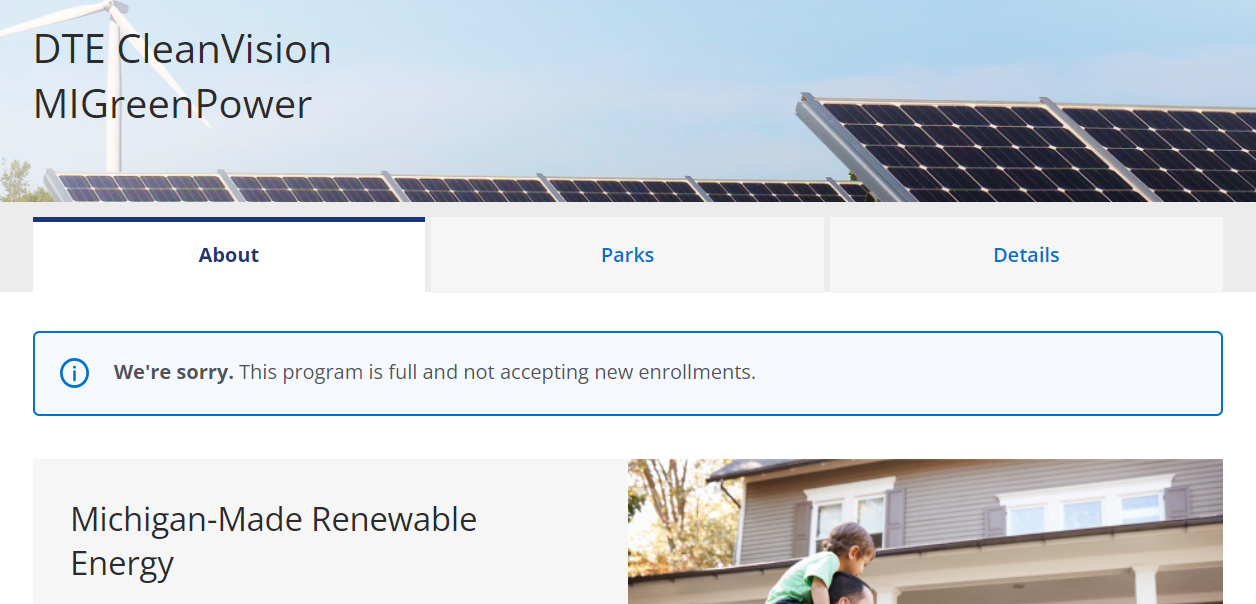 DTE CleanVision
MIGreenPower
About
Parks
Details
We're sorry. This program is full and not accepting new enrollments.
Michigan-Made Renewable
Energy